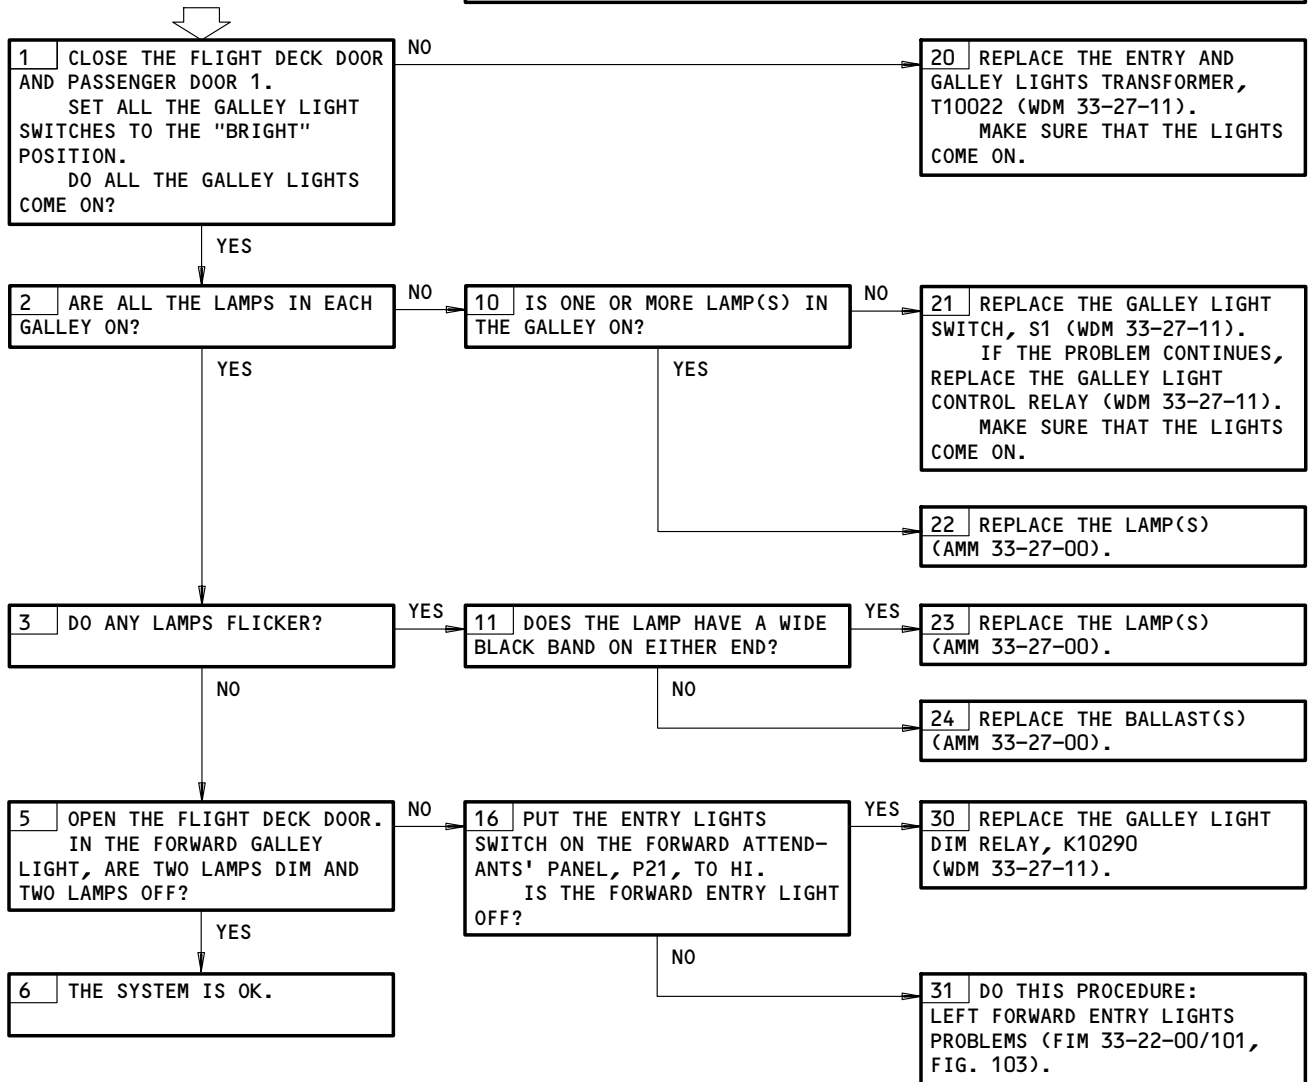 1 CLOSE THE FLIGHT DECK DOOR
AND PASSENGER DOOR 1.
SET ALL THE GALLEY LIGHT
SWITCHES TO THE "BRIGHT"
POSITION.
DO ALL THE GALLEY LIGHTS
COME ON?
NO
20 REPLACE THE ENTRY AND
GALLEY LIGHTS TRANSFORMER,
T10022 (WDM 33-27-11).
MAKE SURE THAT THE LIGHTS
COME ON.
YES
2 ARE ALL THE LAMPS IN EACH
GALLEY ON?
NO
10 IS ONE OR MORE LAMP(S) IN
THE GALLEY ON?
NO
21 REPLACE THE GALLEY LIGHT
SWITCH, S1 (WDM 33-27-11).
IF THE PROBLEM CONTINUES,
REPLACE THE GALLEY LIGHT
CONTROL RELAY (WDM 33-27-11).
MAKE SURE THAT THE LIGHTS
COME ON.
YES
YES
22 REPLACE THE LAMP(S)
(AMM 33-27-00).
3 DO ANY LAMPS FLICKER?
YES
11 DOES THE LAMP HAVE A WIDE
BLACK BAND ON EITHER END?
YES
23 REPLACE THE LAMP(S)
(AMM 33-27-00).
NO
NO
24 REPLACE THE BALLAST(S)
(AMM 33-27-00).
5 OPEN THE FLIGHT DECK DOOR.
IN THE FORWARD GALLEY
LIGHT, ARE TWO LAMPS DIM AND
TWO LAMPS OFF?
NO
16 PUT THE ENTRY LIGHTS
SWITCH ON THE FORWARD ATTEND-
ANTS' PANEL, P21, TO HI.
IS THE FORWARD ENTRY LIGHT
OFF?
YES
30 REPLACE THE GALLEY LIGHT
DIM RELAY, K10290
(WDM 33-27-11).
YES
NO
6 THE SYSTEM IS OK.
31 DO THIS PROCEDURE:
LEFT FORWARD ENTRY LIGHTS
PROBLEMS (FIM 33-22-00/101,
FIG. 103).